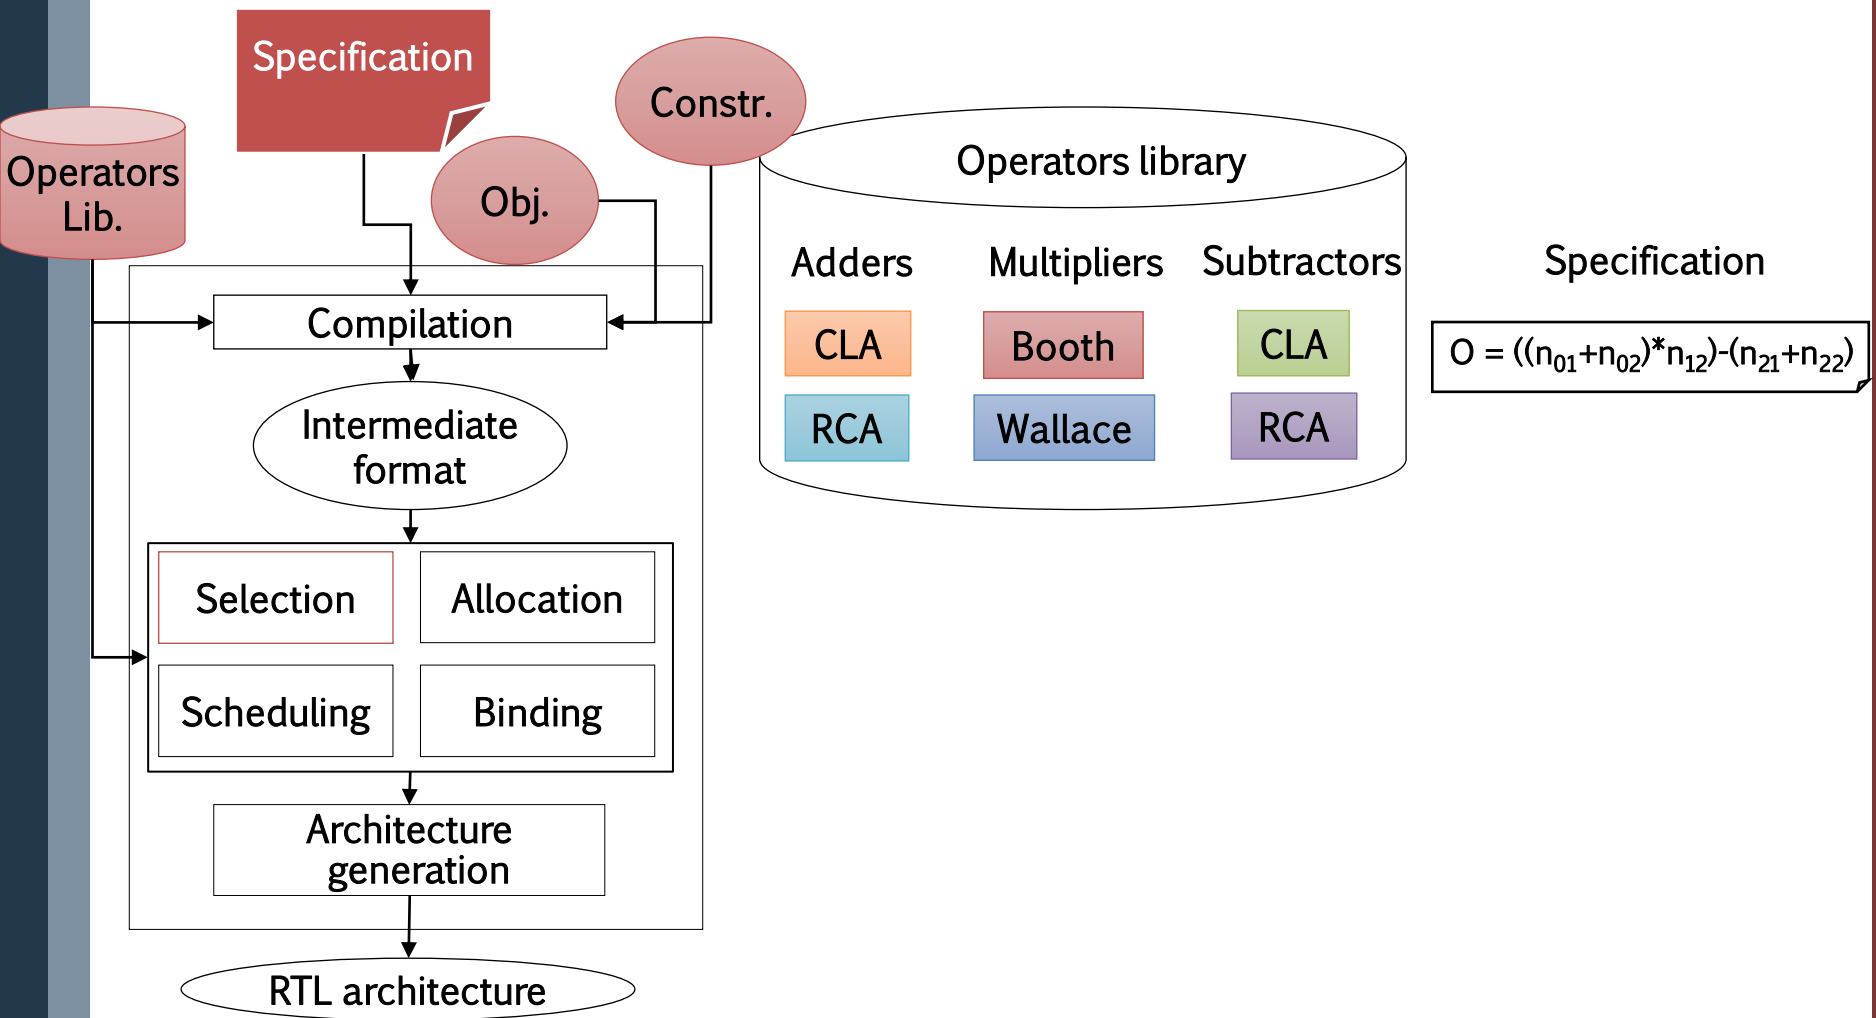 Specification
Constr.
Operators
Lib.
Obj.
Compilation
Intermediate
format
Selection
Allocation
Scheduling
Binding
Architecture
generation
RTL architecture
Operators library
Adders
Multipliers
Subtractors
CLA
Booth
CLA
RCA
Wallace
RCA
Specification
O = ((n₀₁+n₀₂)*n₁₂)-(n₂₁+n₂₂)